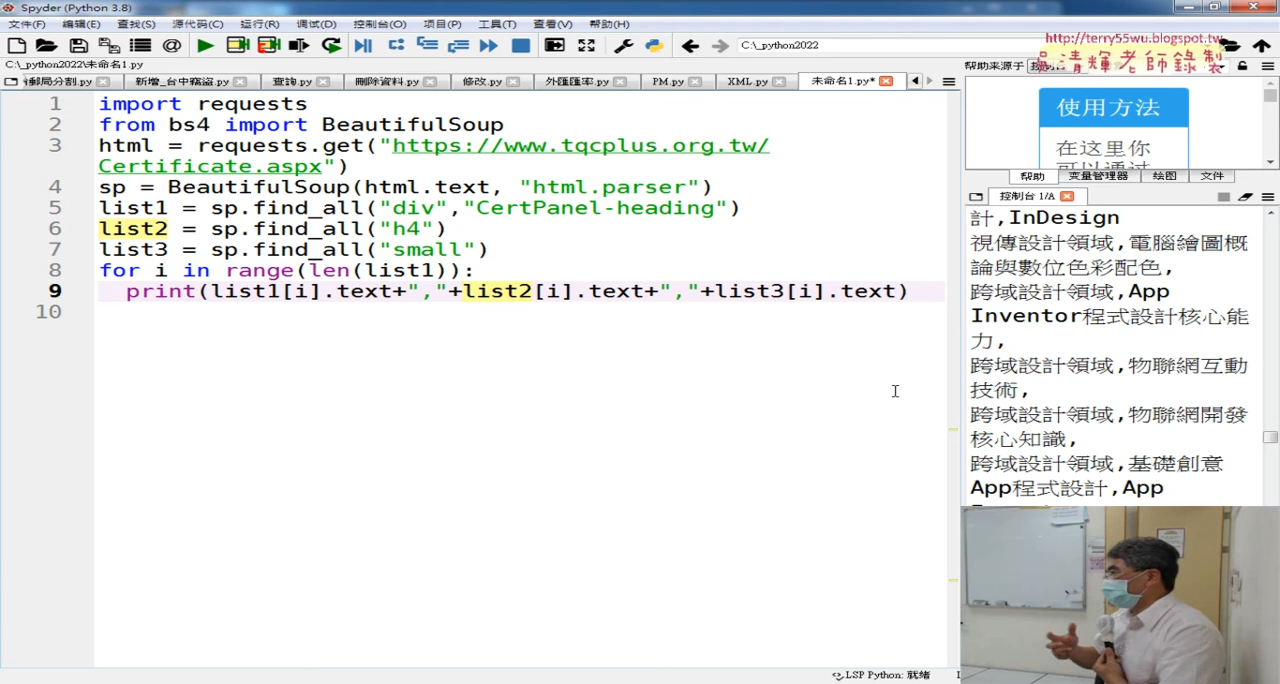 Spyder (Python 3.8)
文件(F) 编辑(E) 查找(S) 源代码(C) 运行(R) 调试(D) 控制台(O) 项目(P) 工具(T) 查看(V) 帮助(H)
C:\_python2022
http://terry55wu.blogspot.tw
吳清輝老師錄製
C:\_python2022\未命名1.py
帮助来源于
郵局分割.py 新增_台中竊盜.py 查詢.py 刪除資料.py 修改.py 外匯匯率.py PM.py XML.py 未命名1.py*
1 import requests
2 from bs4 import BeautifulSoup
3 html = requests.get("https://www.tqcplus.org.tw/
Certificate.aspx")
4 sp = BeautifulSoup(html.text, "html.parser")
5 list1 = sp.find_all("div","CertPanel-heading")
6 list2 = sp.find_all("h4")
7 list3 = sp.find_all("small")
8 for i in range(len(list1)):
9 print(list1[i].text+","+list2[i].text+","+list3[i].text)
10
使用方法
在这里你
可以通过
帮助 变量管理器 绘图 文件
控制台 1/A
計,InDesign
視傳設計領域,電腦繪圖概
論與數位色彩配色,
跨域設計領域,App
Inventor程式設計核心能
力,
跨域設計領域,物聯網互動
技術,
跨域設計領域,物聯網開發
核心知識,
跨域設計領域,基礎創意
App程式設計,App
LSP Python: 就绪